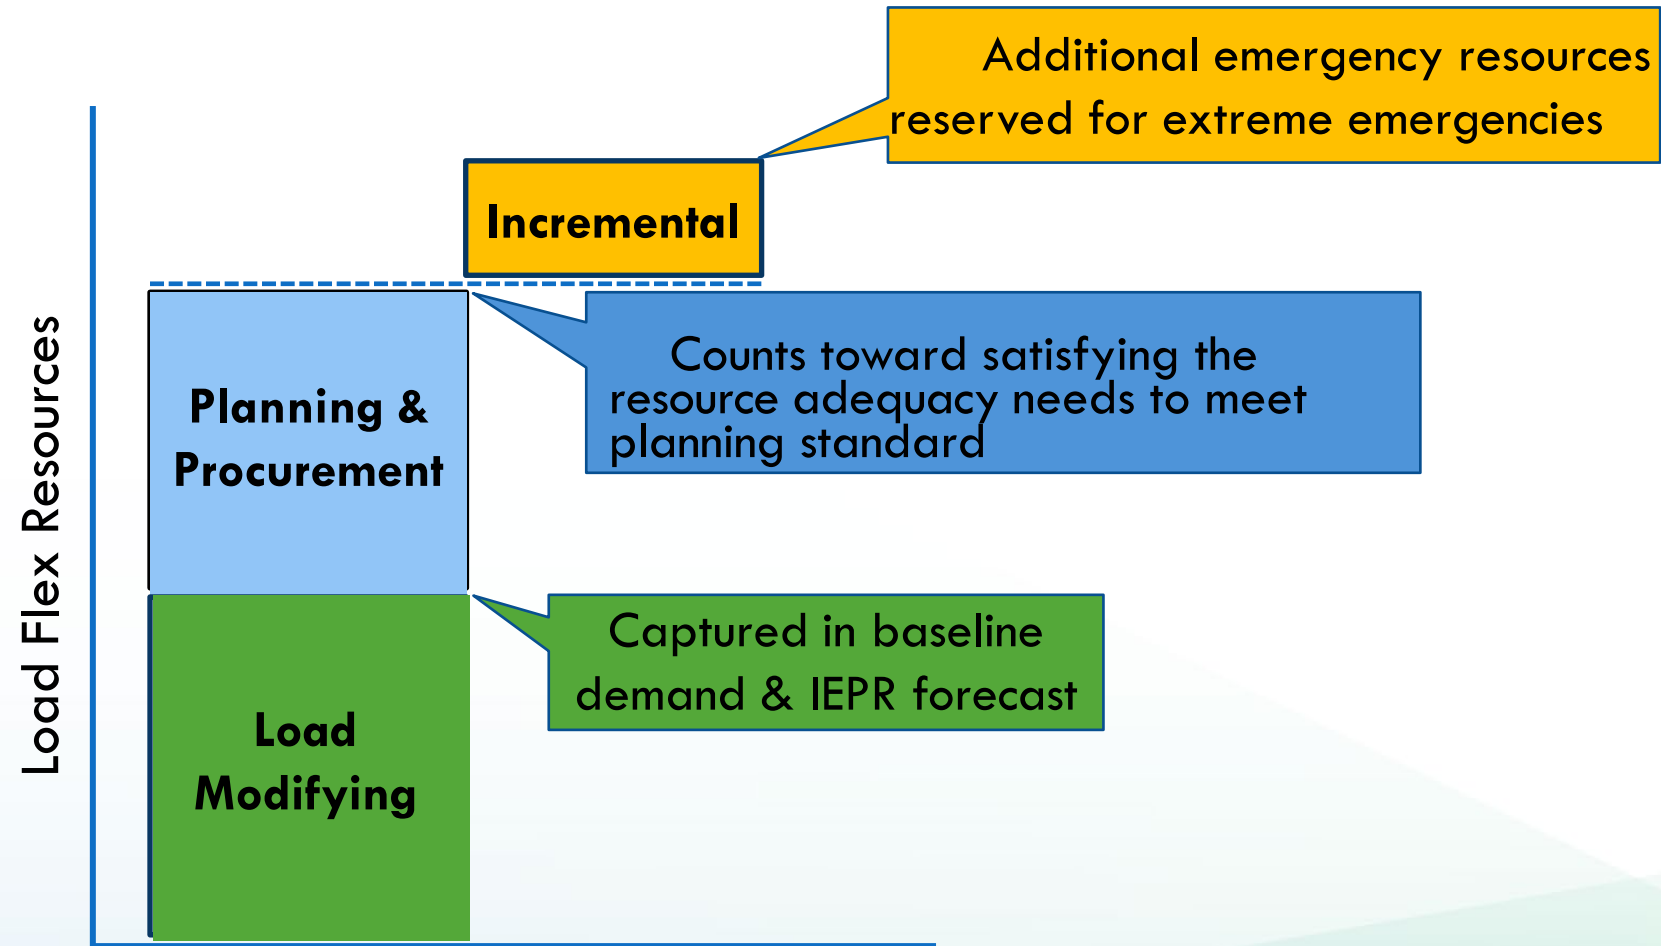 Additional emergency resources
reserved for extreme emergencies
Incremental
Load Flex Resources
Planning &
Procurement
Counts toward satisfying the
resource adequacy needs to meet
planning standard
Load
Modifying
Captured in baseline
demand & IEPR forecast